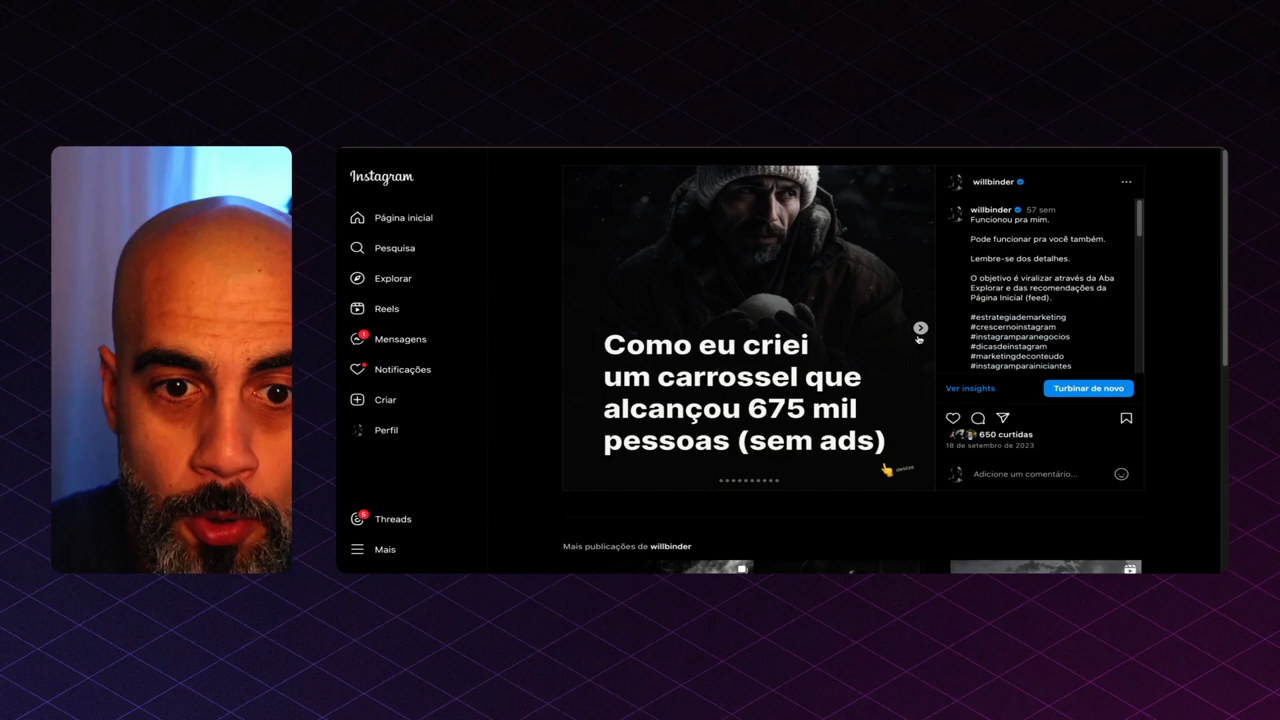 Instagram
Página inicial
Pesquisa
Explorar
Reels
1
Mensagens
Notificações
Criar
Perfil
5
Threads
Mais
Como eu criei
um carrossel que
alcançou 675 mil
pessoas (sem ads)
deslize
willbinder
willbinder 57 sem
Funcionou pra mim.
Pode funcionar pra você também.
Lembre-se dos detalhes.
O objetivo é viralizar através da Aba
Explorar e das recomendações da
Página Inicial (feed).
#estrategiademarketing
#crescernoinstagram
#instagramparanegocios
#dicasdeinstagram
#marketingdeconteudo
#instagramparainiciantes
Ver insights
Turbinar de novo
650 curtidas
18 de setembro de 2023
Adicione um comentário...
Mais publicações de willbinder